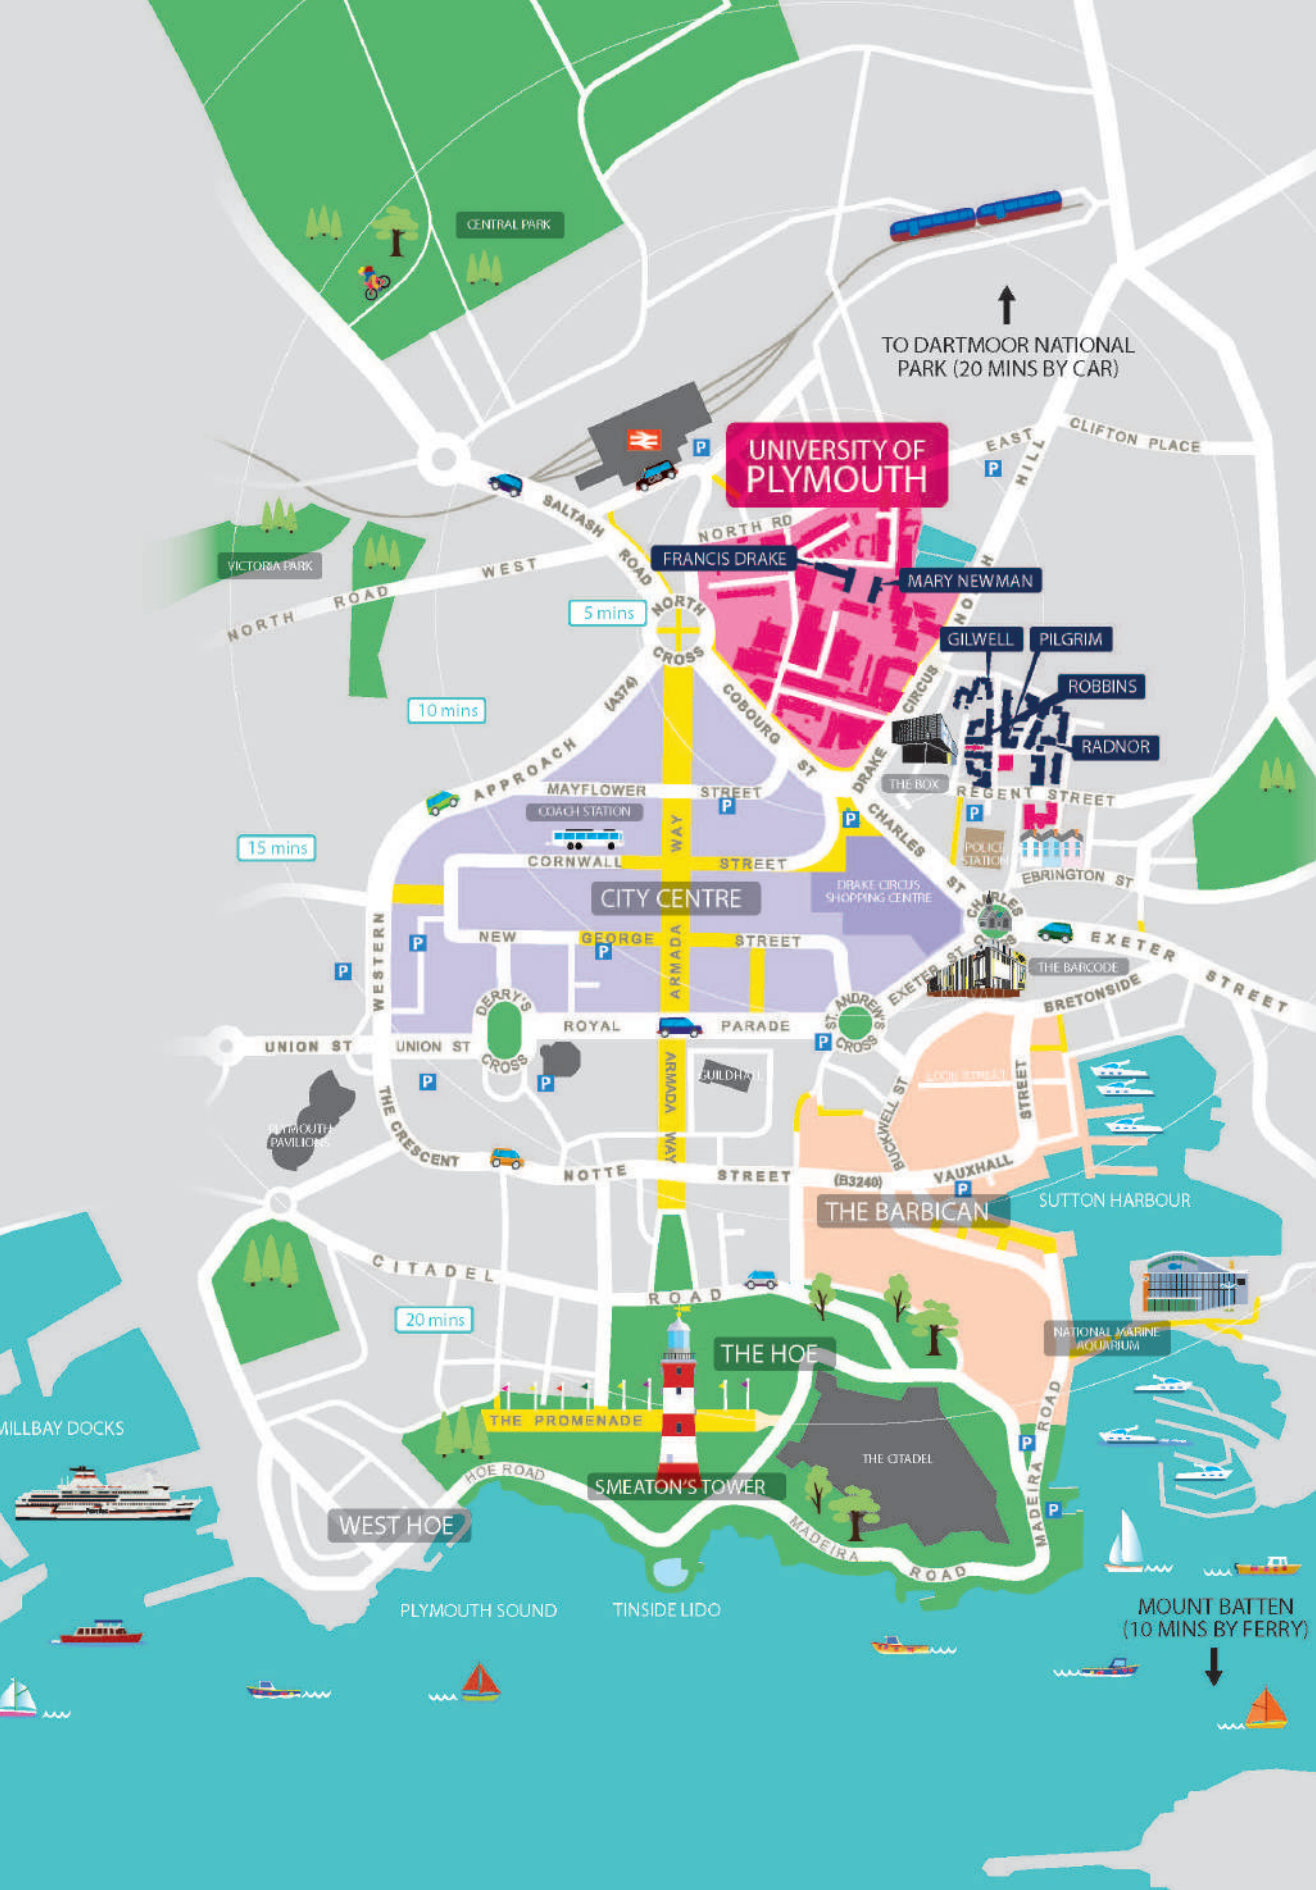 CENTRAL PARK
TO DARTMOOR NATIONAL
PARK (20 MINS BY CAR)
P
UNIVERSITY OF
PLYMOUTH
EAST
CLIFTON PLACE
P
HILL
SALTASH
ROAD
NORTH RD
FRANCIS DRAKE
MARY NEWMAN
VICTORIA PARK
WEST
ROAD
NORTH
5 mins
NORTH
CROSS
NORTH
GILWELL
PILGRIM
ROBBINS
RADNOR
10 mins
(A374)
APPROACH
COBOURG
ST
CIRCUS
DRAKE
THE BOX
REGENT STREET
MAYFLOWER
STREET
P
COACH STATION
P
P
WAY
CHARLES
ST
POLICE
STATION
15 mins
CORNWALL
STREET
EBRINGTON ST
CITY CENTRE
DRAKE CIRCUS
SHOPPING CENTRE
CHARLES
CROSS
WESTERN
P
P
NEW
GEORGE
STREET
P
ARMADA
EXETER
STREET
EXETER ST
THE BARCODE
BRETONSIDE
DERRY'S
CROSS
ROYAL
PARADE
ST. ANDREW'S
CROSS
P
UNION ST
UNION ST
P
P
GUILDHALL
ARMADA
WAY
STREET
BUCKWELL ST
PLYMOUTH
PAVILIONS
THE CRESCENT
NOTTE
STREET
(B3240)
VAUXHALL
P
THE BARBICAN
SUTTON HARBOUR
CITADEL
ROAD
20 mins
THE HOE
NATIONAL MARINE
AQUARIUM
THE PROMENADE
MILLBAY DOCKS
THE CITADEL
P
MADEIRA ROAD
P
HOE ROAD
SMEATON'S TOWER
WEST HOE
MADEIRA
ROAD
PLYMOUTH SOUND
TINSIDE LIDO
MOUNT BATTEN
(10 MINS BY FERRY)